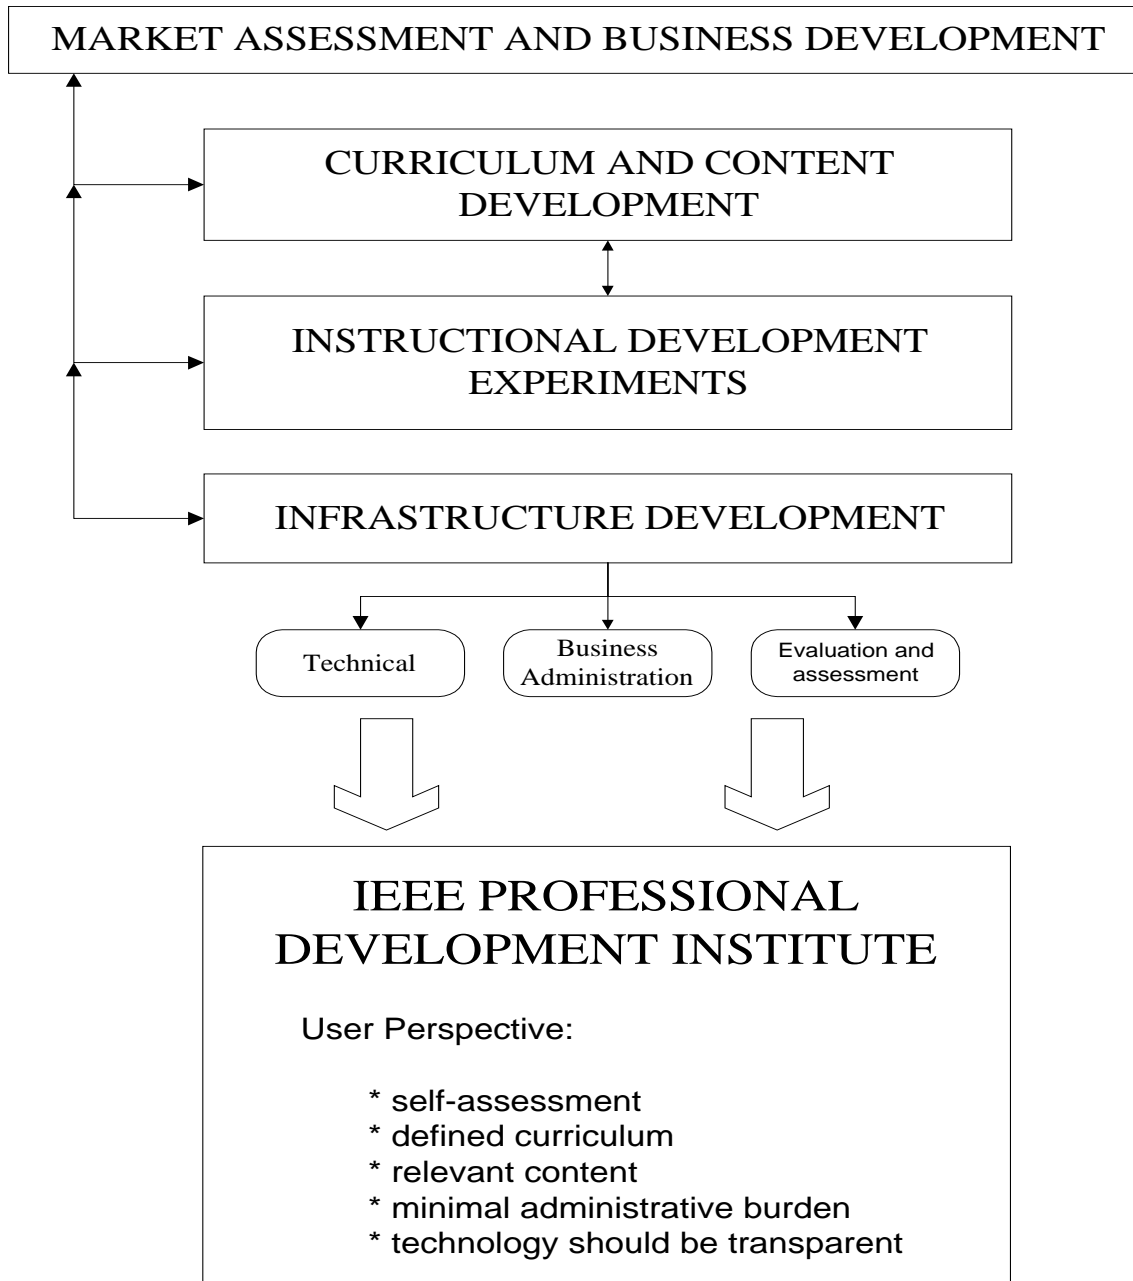 MARKET ASSESSMENT AND BUSINESS DEVELOPMENT
CURRICULUM AND CONTENT
DEVELOPMENT
INSTRUCTIONAL DEVELOPMENT
EXPERIMENTS
INFRASTRUCTURE DEVELOPMENT
Technical
Business
Administration
Evaluation and
assessment
IEEE PROFESSIONAL
DEVELOPMENT INSTITUTE
User Perspective:
* self-assessment
* defined curriculum
* relevant content
* minimal administrative burden
* technology should be transparent